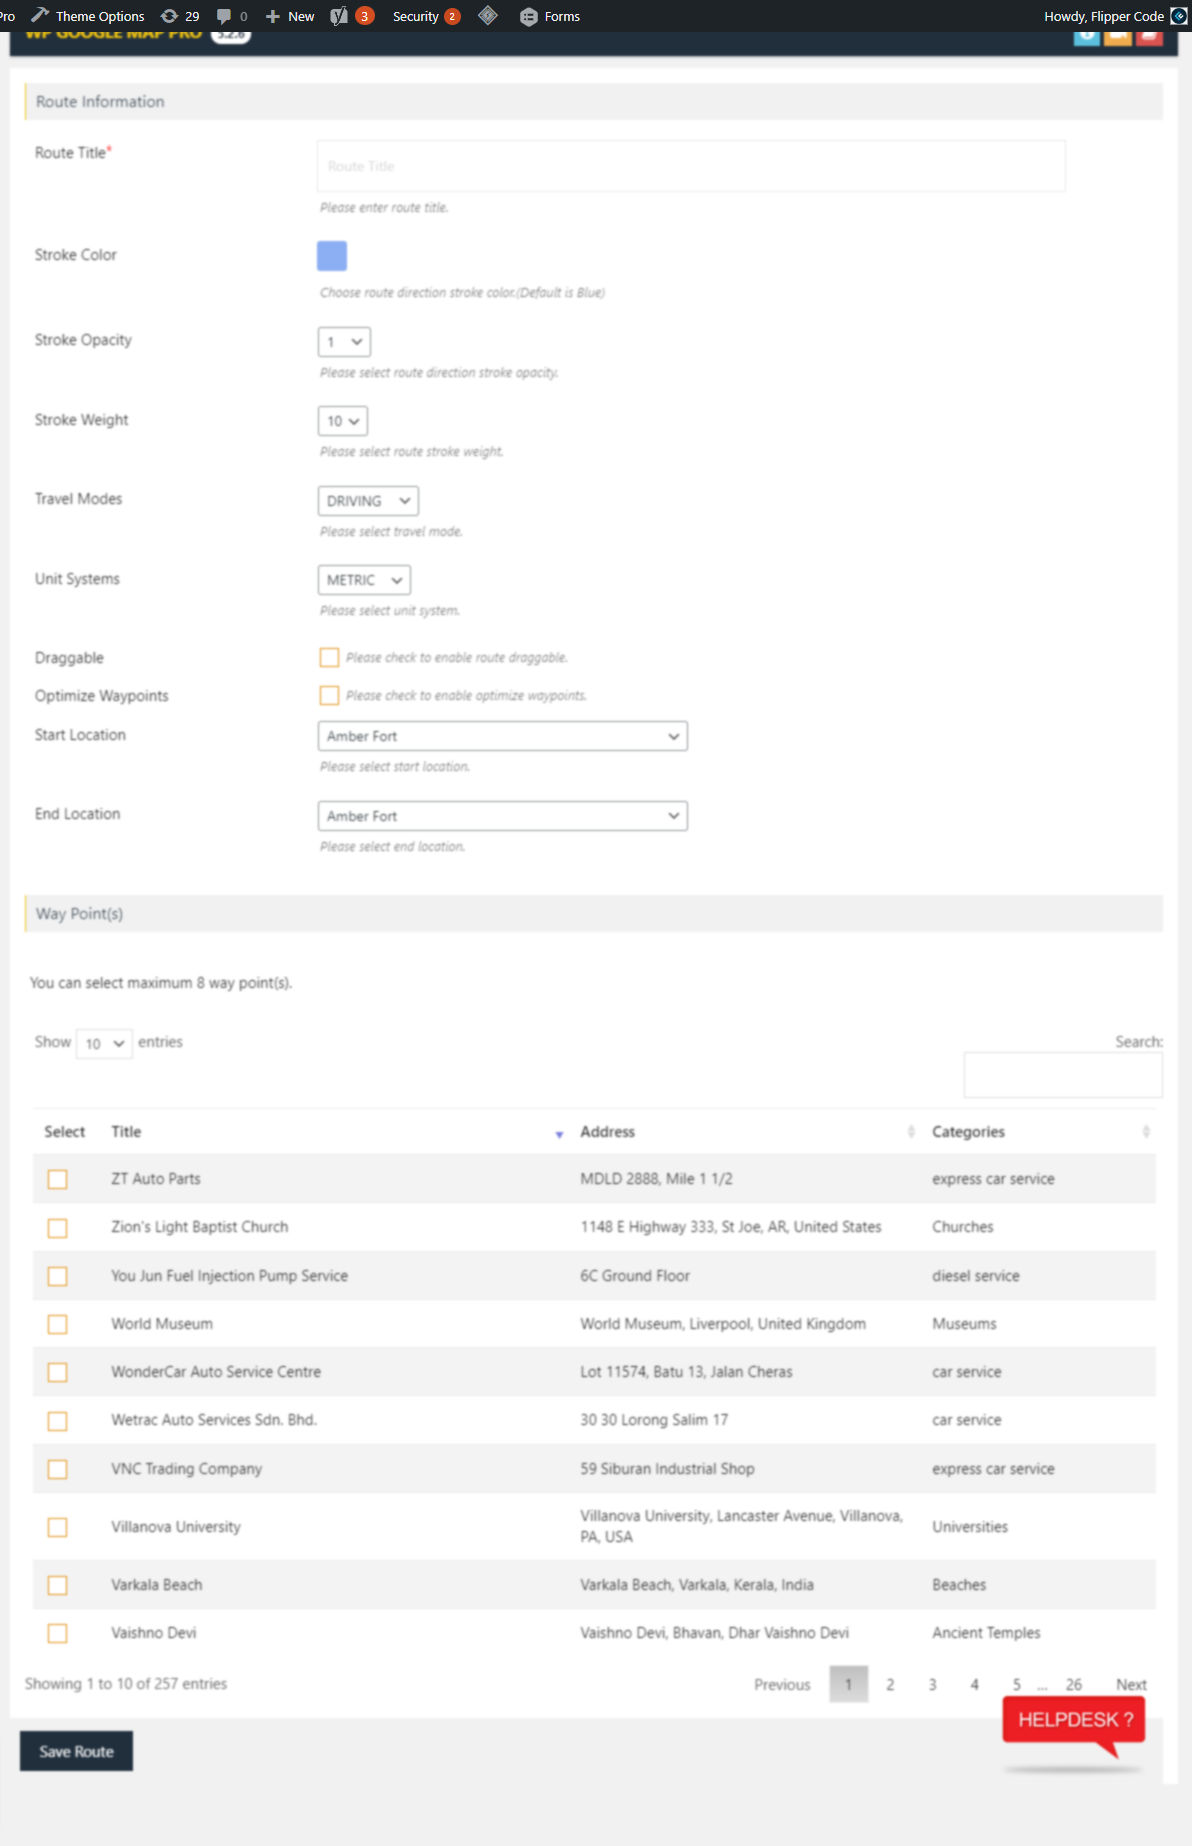 Pro Theme Options 29 0 New 3 Security 2 Forms Howdy, Flipper Code
WP GOOGLE MAP PRO 5.2.6
Route Information
Route Title*
Route Title
Please enter route title.
Stroke Color
Choose route direction stroke color.(Default is Blue)
Stroke Opacity
1
Please select route direction stroke opacity.
Stroke Weight
10
Please select route stroke weight.
Travel Modes
DRIVING
Please select travel mode.
Unit Systems
METRIC
Please select unit system.
Draggable Please check to enable route draggable.
Optimize Waypoints Please check to enable optimize waypoints.
Start Location
Amber Fort
Please select start location.
End Location
Amber Fort
Please select end location.
Way Point(s)
You can select maximum 8 way point(s).
Show 10 entries
Search:
Select Title Address Categories
ZT Auto Parts MDLD 2888, Mile 1 1/2 express car service
Zion's Light Baptist Church 1148 E Highway 333, St Joe, AR, United States Churches
You Jun Fuel Injection Pump Service 6C Ground Floor diesel service
World Museum World Museum, Liverpool, United Kingdom Museums
WonderCar Auto Service Centre Lot 11574, Batu 13, Jalan Cheras car service
Wetrac Auto Services Sdn. Bhd. 30 30 Lorong Salim 17 car service
VNC Trading Company 59 Siburan Industrial Shop express car service
Villanova University Villanova University, Lancaster Avenue, Villanova,
PA, USA Universities
Varkala Beach Varkala Beach, Varkala, Kerala, India Beaches
Vaishno Devi Vaishno Devi, Bhavan, Dhar Vaishno Devi Ancient Temples
Showing 1 to 10 of 257 entries
Previous 1 2 3 4 5 ... 26 Next
HELPDESK ?
Save Route